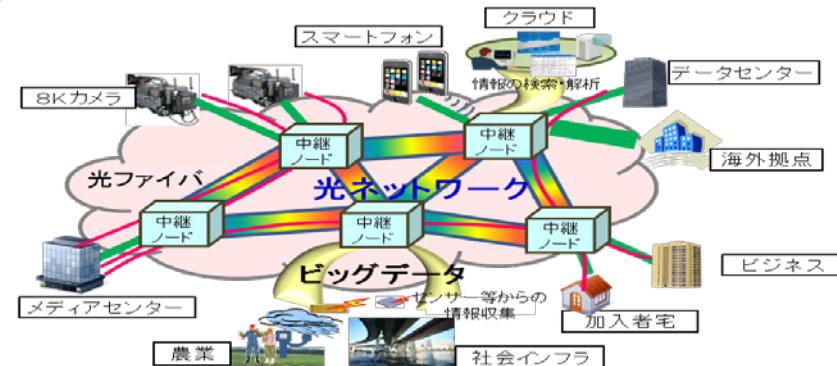 クラウド
スマートフォン
情報の検索・解析
データセンター
8Kカメラ
中継
ノード
中継
ノード
海外拠点
光ファイバ
光ネットワーク
中継
ノード
中継
ノード
中継
ノード
ビッグデータ
ビジネス
メディアセンター
センサー等からの
情報収集
加入者宅
農業
社会インフラ